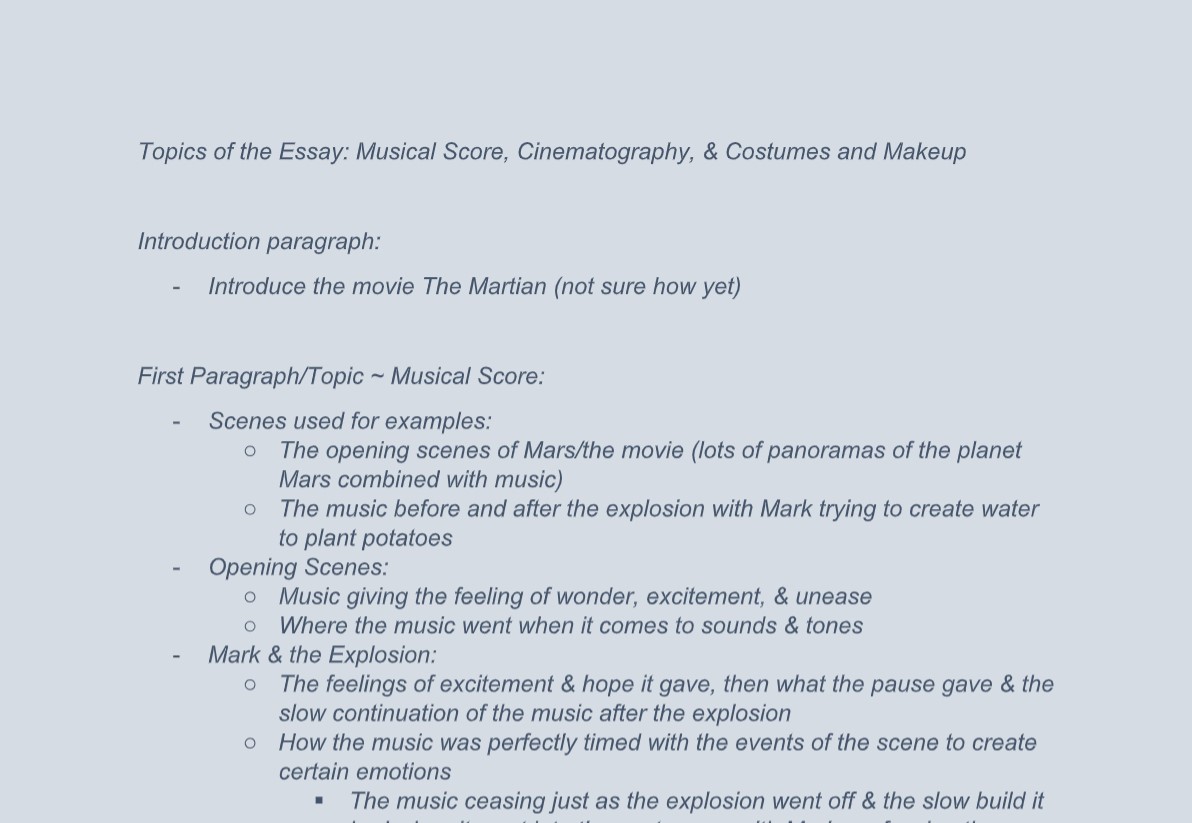 Topics of the Essay: Musical Score, Cinematography, & Costumes and Makeup
Introduction paragraph:
- Introduce the movie The Martian (not sure how yet)
First Paragraph/Topic ~ Musical Score:
- Scenes used for examples:
○ The opening scenes of Mars/the movie (lots of panoramas of the planet
Mars combined with music)
○ The music before and after the explosion with Mark trying to create water
to plant potatoes
- Opening Scenes:
○ Music giving the feeling of wonder, excitement, & unease
○ Where the music went when it comes to sounds & tones
- Mark & the Explosion:
○ The feelings of excitement & hope it gave, then what the pause gave & the
slow continuation of the music after the explosion
○ How the music was perfectly timed with the events of the scene to create
certain emotions
▪ The music ceasing just as the explosion went off & the slow build it